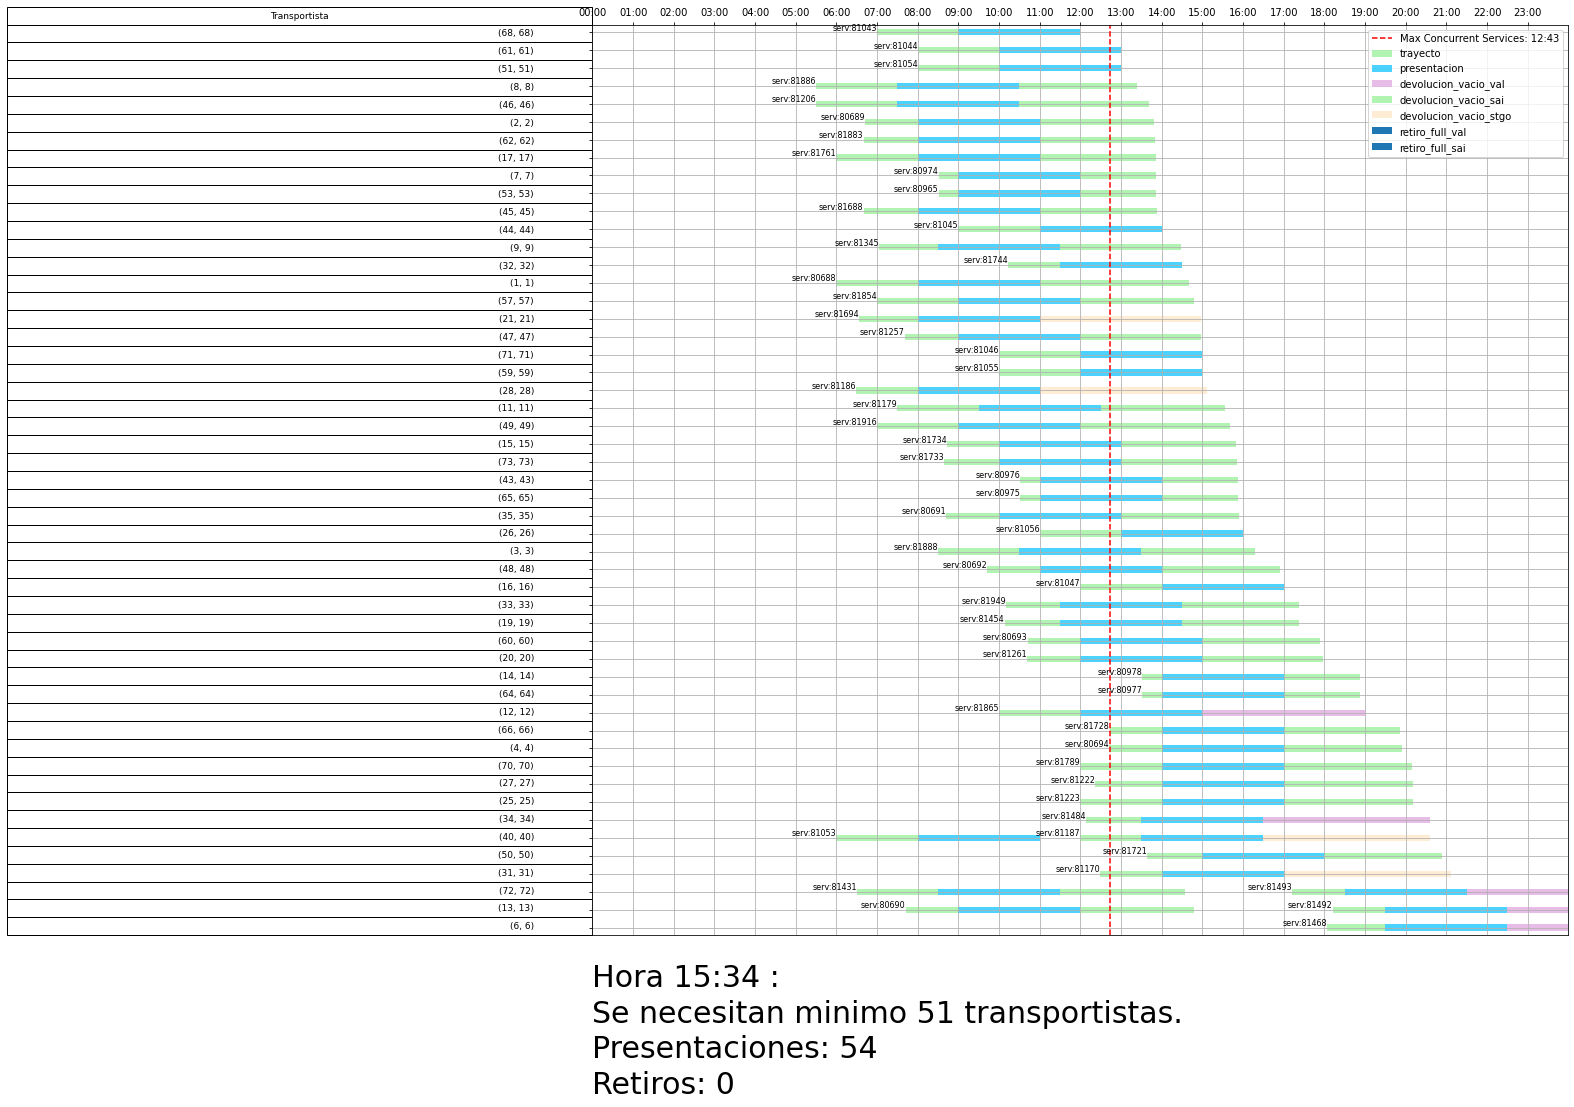 Transportista
00:00 01:00 02:00 03:00 04:00 05:00 06:00 07:00 08:00 09:00 10:00 11:00 12:00 13:00 14:00 15:00 16:00 17:00 18:00 19:00 20:00 21:00 22:00 23:00
Max Concurrent Services: 12:43
trayecto
presentacion
devolucion_vacio_val
devolucion_vacio_sai
devolucion_vacio_stgo
retiro_full_val
retiro_full_sai
(68, 68) serv:81043
(61, 61) serv:81044
(51, 51) serv:81054
(8, 8) serv:81886
(46, 46) serv:81206
(2, 2) serv:80689
(62, 62) serv:81883
(17, 17) serv:81761
(7, 7) serv:80974
(53, 53) serv:80965
(45, 45) serv:81688
(44, 44) serv:81045
(9, 9) serv:81345
(32, 32) serv:81744
(1, 1) serv:80688
(57, 57) serv:81854
(21, 21) serv:81694
(47, 47) serv:81257
(71, 71) serv:81046
(59, 59) serv:81055
(28, 28) serv:81186
(11, 11) serv:81179
(49, 49) serv:81916
(15, 15) serv:81734
(73, 73) serv:81733
(43, 43) serv:80976
(65, 65) serv:80975
(35, 35) serv:80691
(26, 26) serv:81056
(3, 3) serv:81888
(48, 48) serv:80692
(16, 16) serv:81047
(33, 33) serv:81949
(19, 19) serv:81454
(60, 60) serv:80693
(20, 20) serv:81261
(14, 14) serv:80978
(64, 64) serv:80977
(12, 12) serv:81865
(66, 66) serv:81728
(4, 4) serv:80694
(70, 70) serv:81789
(27, 27) serv:81222
(25, 25) serv:81223
(34, 34) serv:81484
(40, 40) serv:81053 serv:81187
(50, 50) serv:81721
(31, 31) serv:81170
(72, 72) serv:81431 serv:81493
(13, 13) serv:80690 serv:81492
(6, 6) serv:81468
Hora 15:34 :
Se necesitan minimo 51 transportistas.
Presentaciones: 54
Retiros: 0